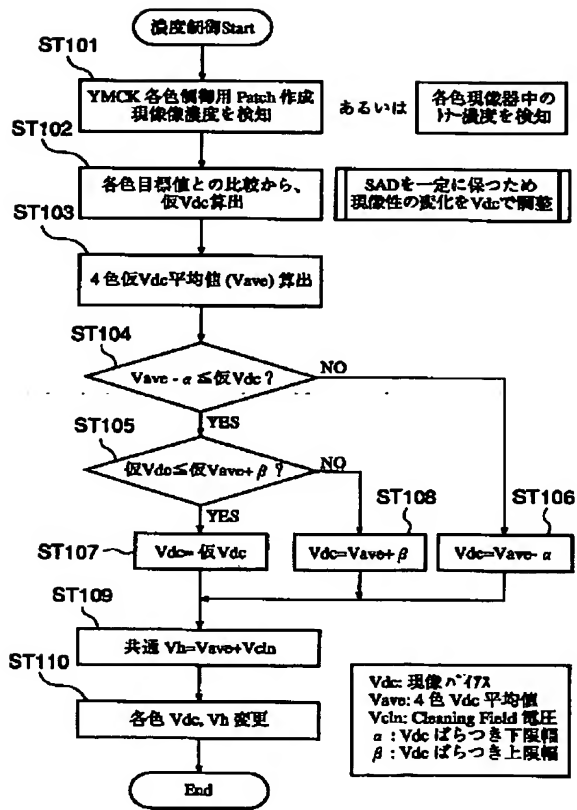 濃度制御Start
ST101
YMCK 各色制御用 Patch 作成
現像像濃度を検知
あるいは
各色現像器中の
ﾄﾅｰ濃度を検知
ST102
各色目標値との比較から、
仮Vdc算出
SADを一定に保つため
現像性の変化をVdcで調整
ST103
4色仮Vdc平均値 (Vave) 算出
ST104
Vave - α ≦仮Vdc ?
NO
YES
ST105
仮Vdc≦仮Vave+ β ?
NO
YES
ST108
ST106
ST107
Vdc= 仮Vdc
Vdc=Vave+ β
Vdc=Vave- α
ST109
共通 Vh=Vave+Vcln
ST110
各色 Vdc, Vh 変更
End
Vdc: 現像ﾊﾞｲｱｽ
Vave: 4色 Vdc 平均値
Vcln: Cleaning Field 電圧
α : Vdc ばらつき下限幅
β : Vdc ばらつき上限幅